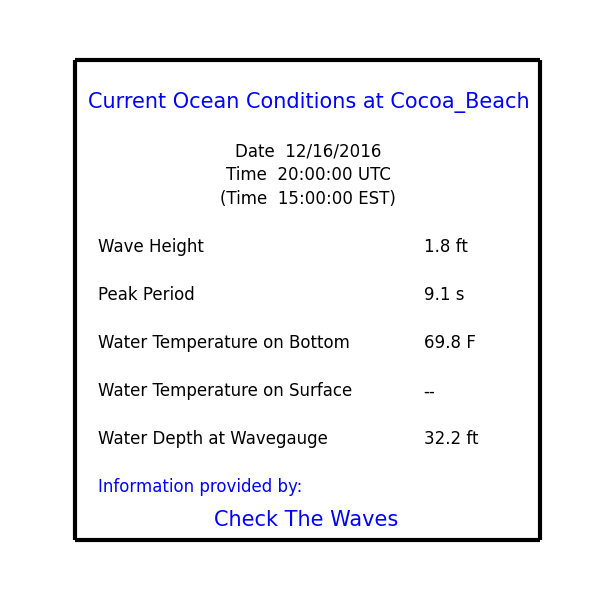 Current Ocean Conditions at Cocoa_Beach
Date  12/16/2016
Time  20:00:00 UTC
(Time  15:00:00 EST)
Wave Height 1.8 ft
Peak Period 9.1 s
Water Temperature on Bottom 69.8 F
Water Temperature on Surface --
Water Depth at Wavegauge 32.2 ft
Information provided by:
Check The Waves